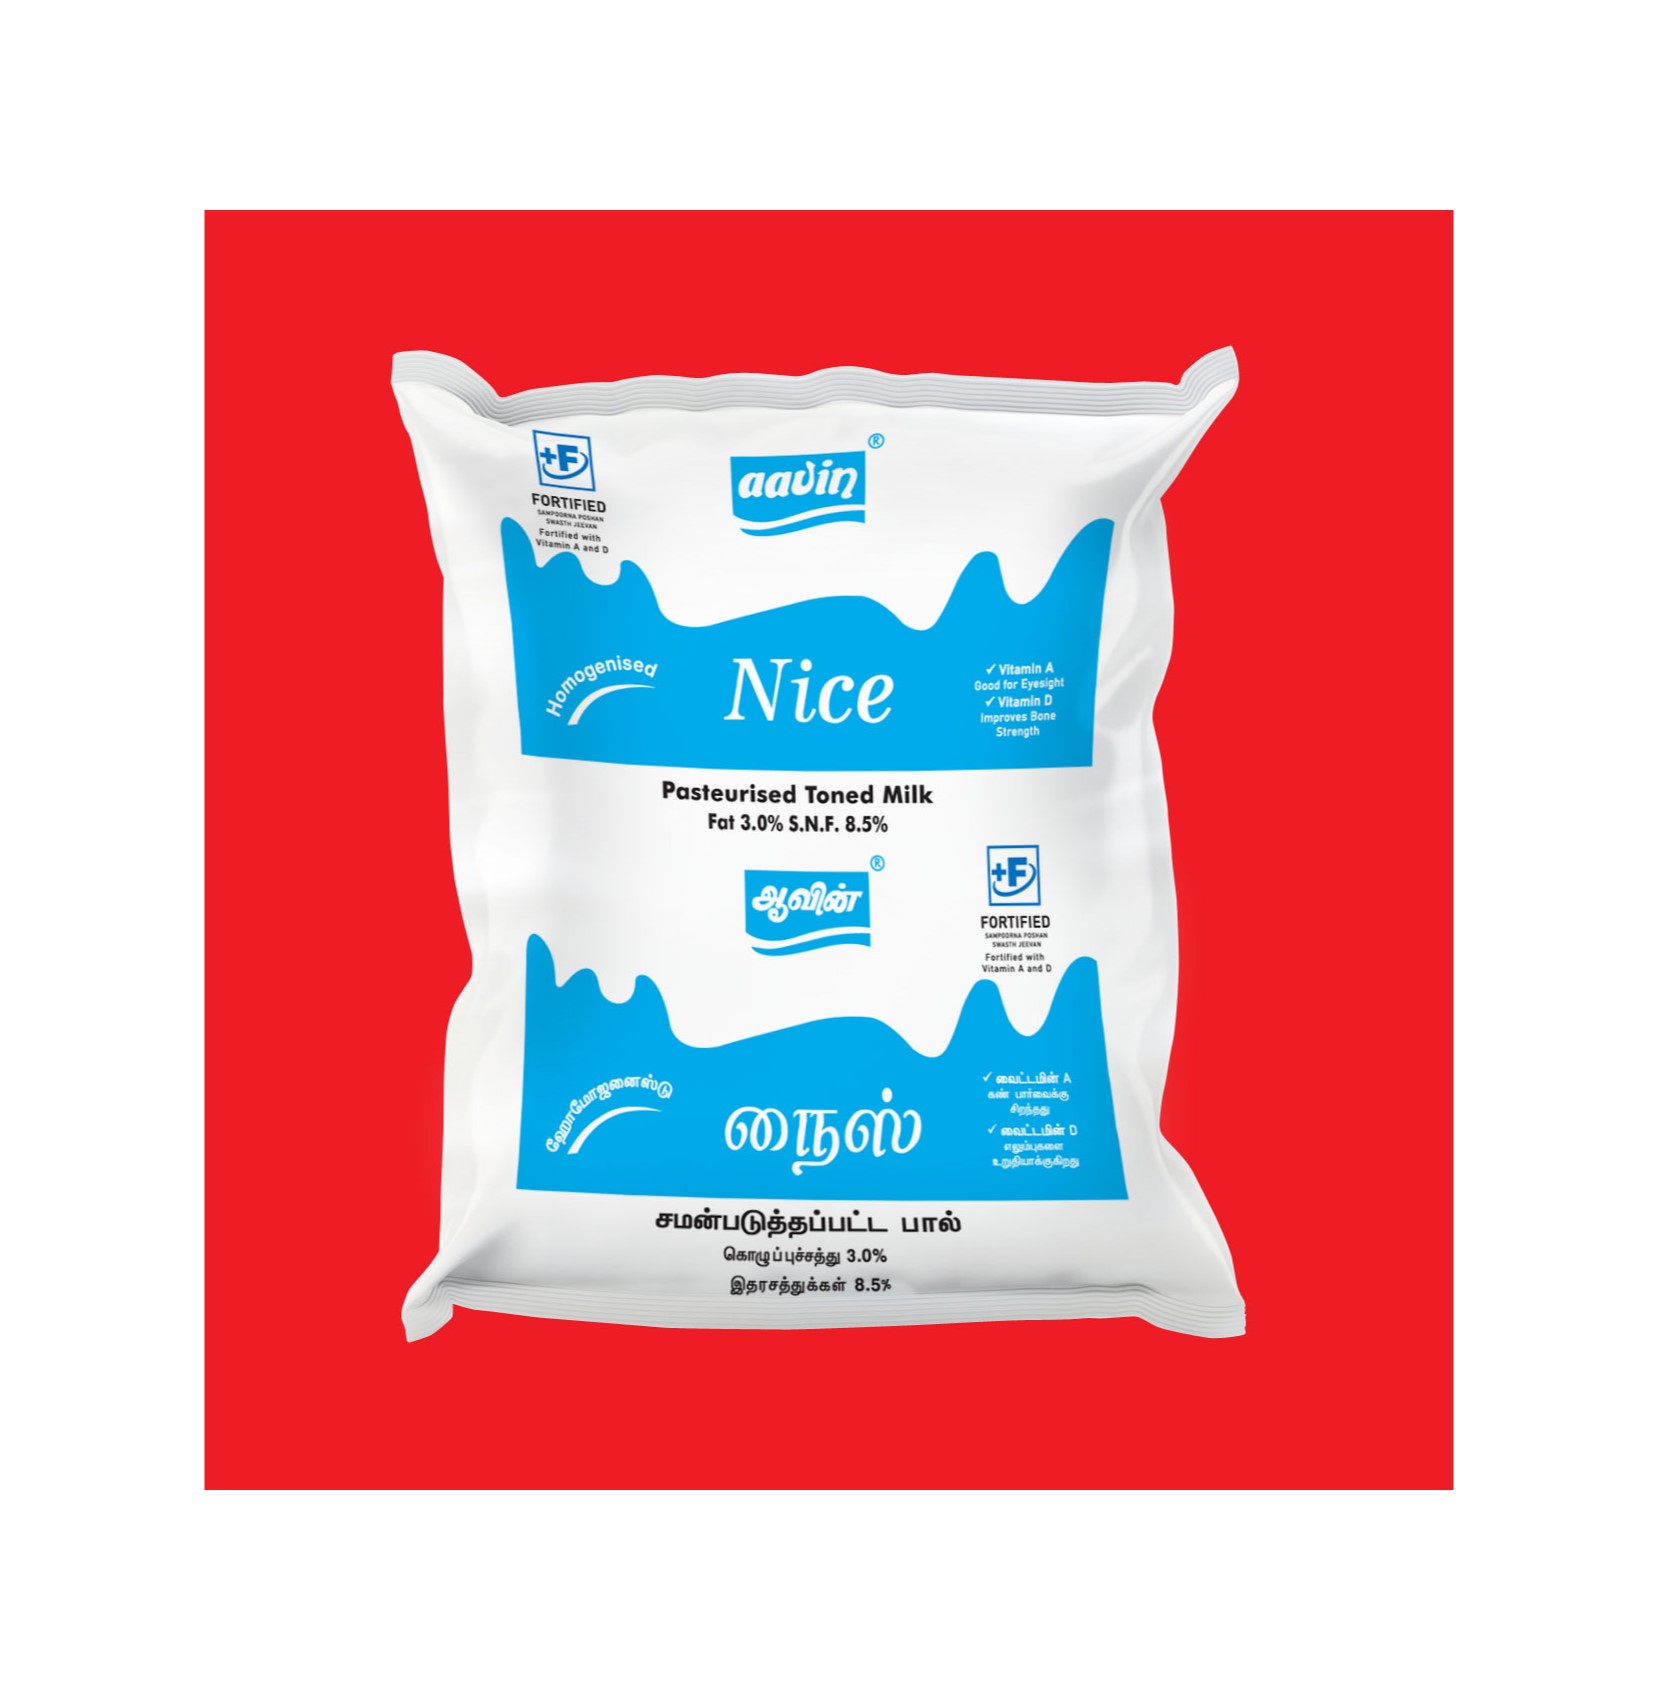 aavin®
+F
FORTIFIED
SAMPOORNA POSHAN
SWASTH JEEVAN
Fortified with
Vitamin A and D
Homogenised
Nice
✓ Vitamin A
Good for Eyesight
✓ Vitamin D
Improves Bone
Strength
Pasteurised Toned Milk
Fat 3.0% S.N.F. 8.5%
ஆவின்®
+F
FORTIFIED
SAMPOORNA POSHAN
SWASTH JEEVAN
Fortified with
Vitamin A and D
ஹோமோஜனைஸ்டு
நைஸ்
✓ வைட்டமின் A
கண் பார்வைக்கு
சிறந்தது
✓ வைட்டமின் D
எலும்புகளை
உறுதியாக்குகிறது
சமன்படுத்தப்பட்ட பால்
கொழுப்புச்சத்து 3.0%
இதரசத்துக்கள் 8.5%